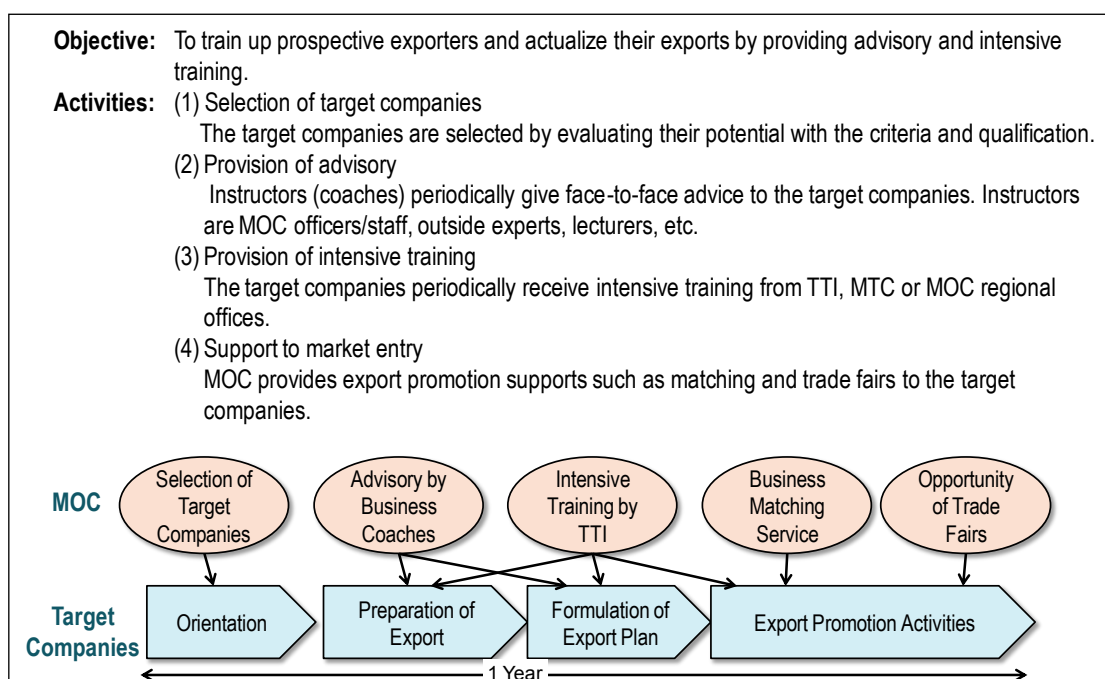 Objective: To train up prospective exporters and actualize their exports by providing advisory and intensive
training.
Activities: (1) Selection of target companies
The target companies are selected by evaluating their potential with the criteria and qualification.
(2) Provision of advisory
Instructors (coaches) periodically give face-to-face advice to the target companies. Instructors
are MOC officers/staff, outside experts, lecturers, etc.
(3) Provision of intensive training
The target companies periodically receive intensive training from TTI, MTC or MOC regional
offices.
(4) Support to market entry
MOC provides export promotion supports such as matching and trade fairs to the target
companies.
MOC
Selection of
Target
Companies
Advisory by
Business
Coaches
Intensive
Training by
TTI
Business
Matching
Service
Opportunity
of Trade
Fairs
Target
Companies
Orientation
Preparation of
Export
Formulation of
Export Plan
Export Promotion Activities
1 Year